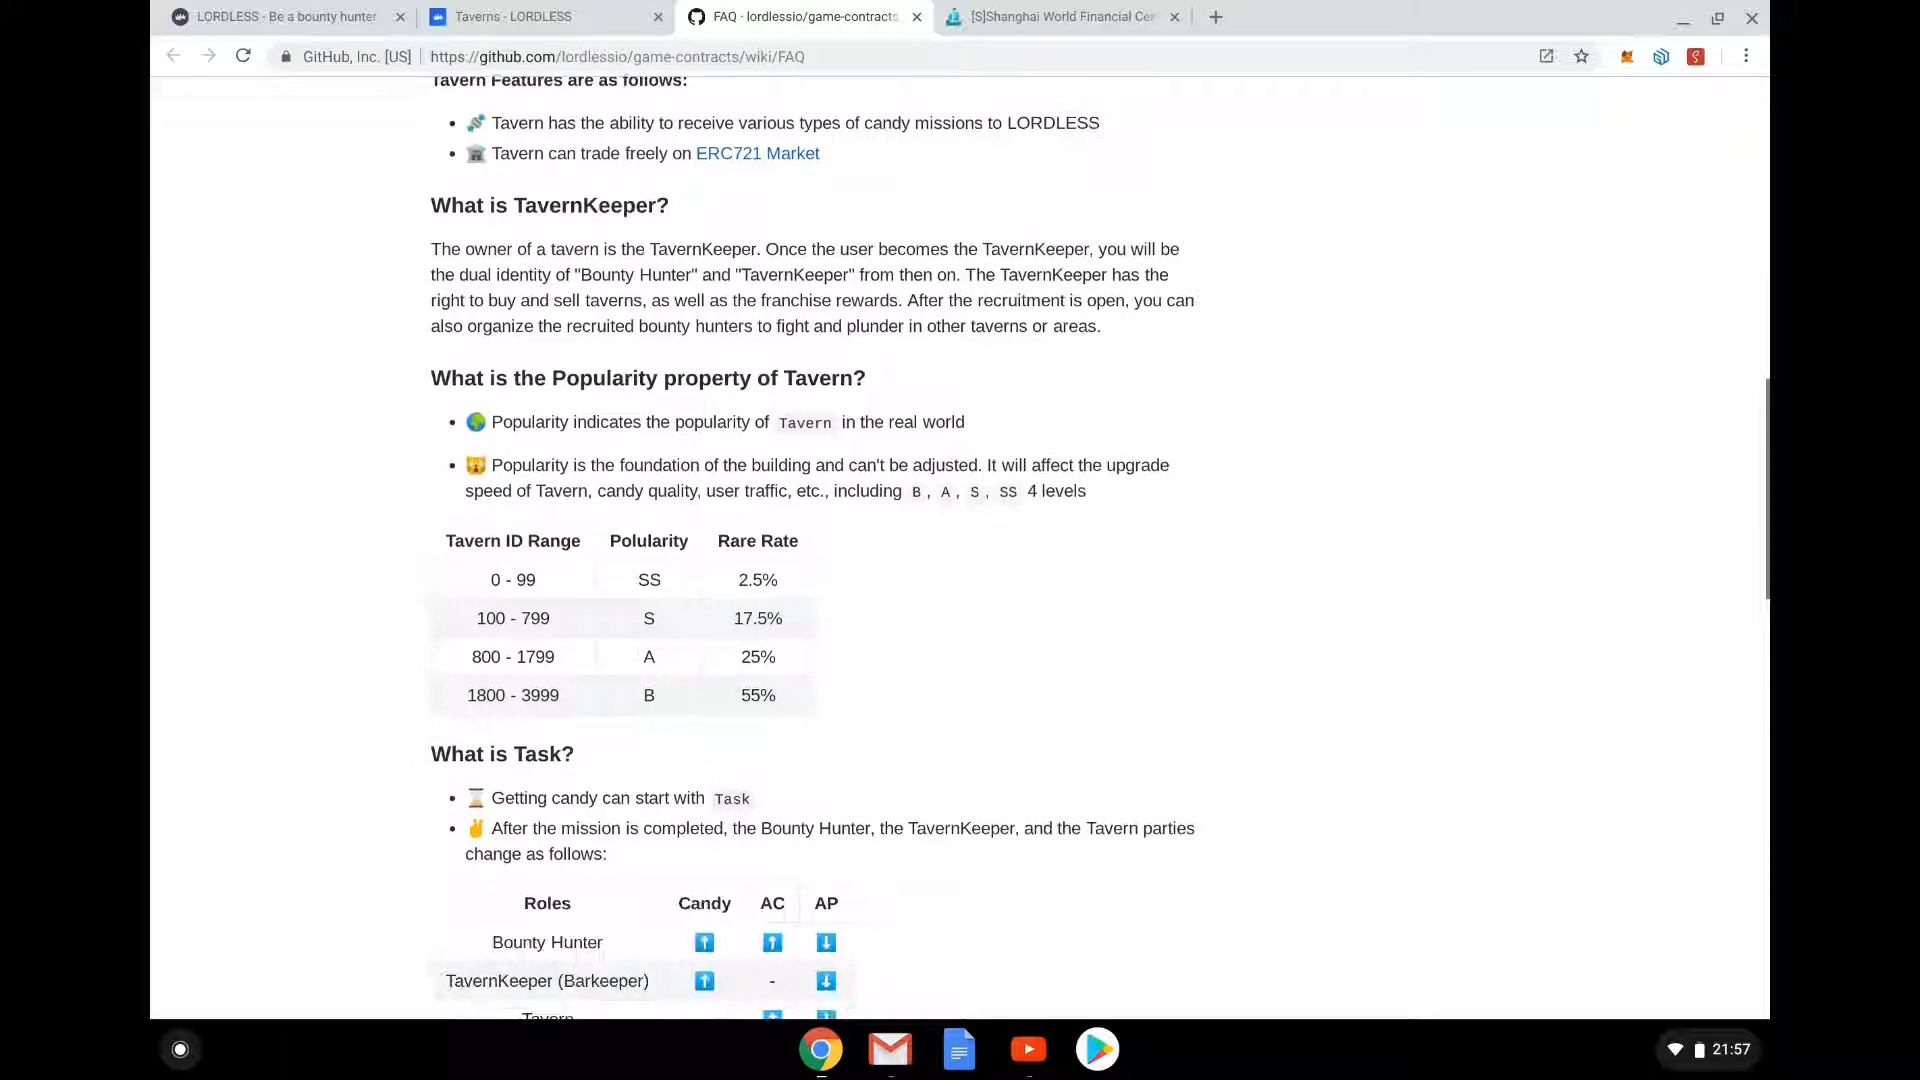 LORDLESS - Be a bounty hunter
Taverns - LORDLESS
FAQ · lordlessio/game-contracts
[S]Shanghai World Financial Cen
GitHub, Inc. [US]
https://github.com/lordlessio/game-contracts/wiki/FAQ
Tavern Features are as follows:
Tavern has the ability to receive various types of candy missions to LORDLESS
Tavern can trade freely on ERC721 Market
What is TavernKeeper?
The owner of a tavern is the TavernKeeper. Once the user becomes the TavernKeeper, you will be
the dual identity of "Bounty Hunter" and "TavernKeeper" from then on. The TavernKeeper has the
right to buy and sell taverns, as well as the franchise rewards. After the recruitment is open, you can
also organize the recruited bounty hunters to fight and plunder in other taverns or areas.
What is the Popularity property of Tavern?
Popularity indicates the popularity of Tavern in the real world
Popularity is the foundation of the building and can't be adjusted. It will affect the upgrade
speed of Tavern, candy quality, user traffic, etc., including B, A, S, SS 4 levels
Tavern ID Range Polularity Rare Rate
0 - 99 SS 2.5%
100 - 799 S 17.5%
800 - 1799 A 25%
1800 - 3999 B 55%
What is Task?
Getting candy can start with Task
After the mission is completed, the Bounty Hunter, the TavernKeeper, and the Tavern parties
change as follows:
Roles Candy AC AP
Bounty Hunter
TavernKeeper (Barkeeper) -
Tavern
21:57